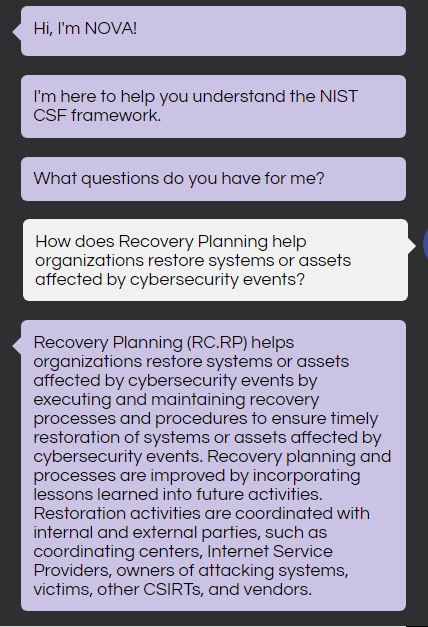 Hi, I'm NOVA!
I'm here to help you understand the NIST
CSF framework.
What questions do you have for me?
How does Recovery Planning help
organizations restore systems or assets
affected by cybersecurity events?
Recovery Planning (RC.RP) helps
organizations restore systems or assets
affected by cybersecurity events by
executing and maintaining recovery
processes and procedures to ensure timely
restoration of systems or assets affected by
cybersecurity events. Recovery planning and
processes are improved by incorporating
lessons learned into future activities.
Restoration activities are coordinated with
internal and external parties, such as
coordinating centers, Internet Service
Providers, owners of attacking systems,
victims, other CSIRTs, and vendors.